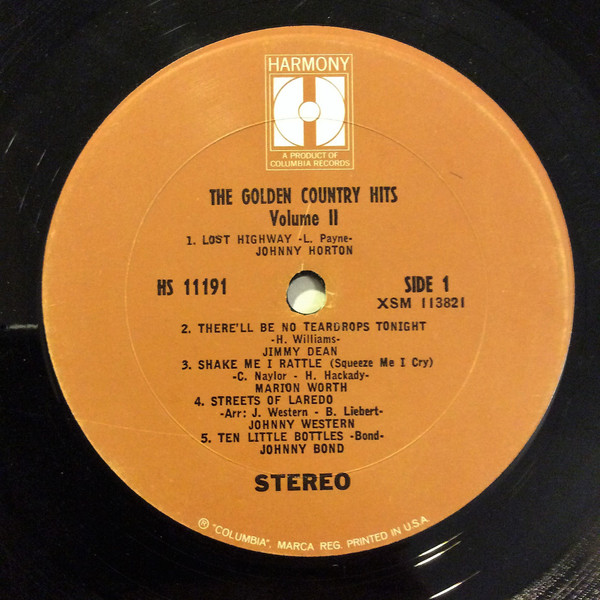 HARMONY
A PRODUCT OF
COLUMBIA RECORDS
THE GOLDEN COUNTRY HITS
Volume II
1. LOST HIGHWAY -L. Payne-
JOHNNY HORTON
HS 11191
SIDE 1
XSM 113821
2. THERE'LL BE NO TEARDROPS TONIGHT
-H. Williams-
JIMMY DEAN
3. SHAKE ME I RATTLE (Squeeze Me I Cry)
-C. Naylor - H. Hackady-
MARION WORTH
4. STREETS OF LAREDO
-Arr: J. Western - B. Liebert-
JOHNNY WESTERN
5. TEN LITTLE BOTTLES -Bond-
JOHNNY BOND
STEREO
® "COLUMBIA", MARCA REG. PRINTED IN U.S.A.